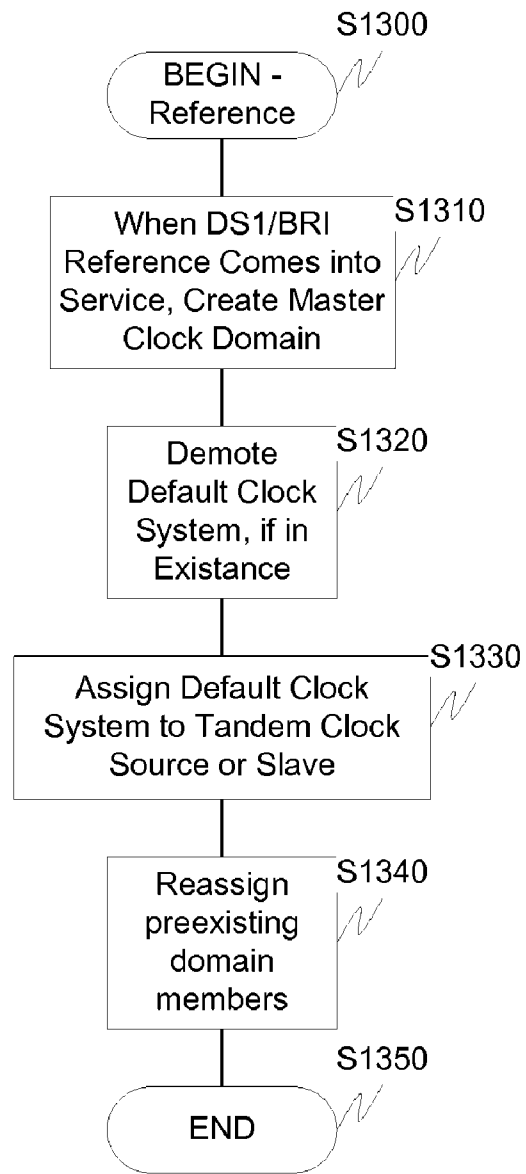 S1300
BEGIN -
Reference
S1310
When DS1/BRI
Reference Comes into
Service, Create Master
Clock Domain
S1320
Demote
Default Clock
System, if in
Existance
S1330
Assign Default Clock
System to Tandem Clock
Source or Slave
S1340
Reassign
preexisting
domain
members
S1350
END